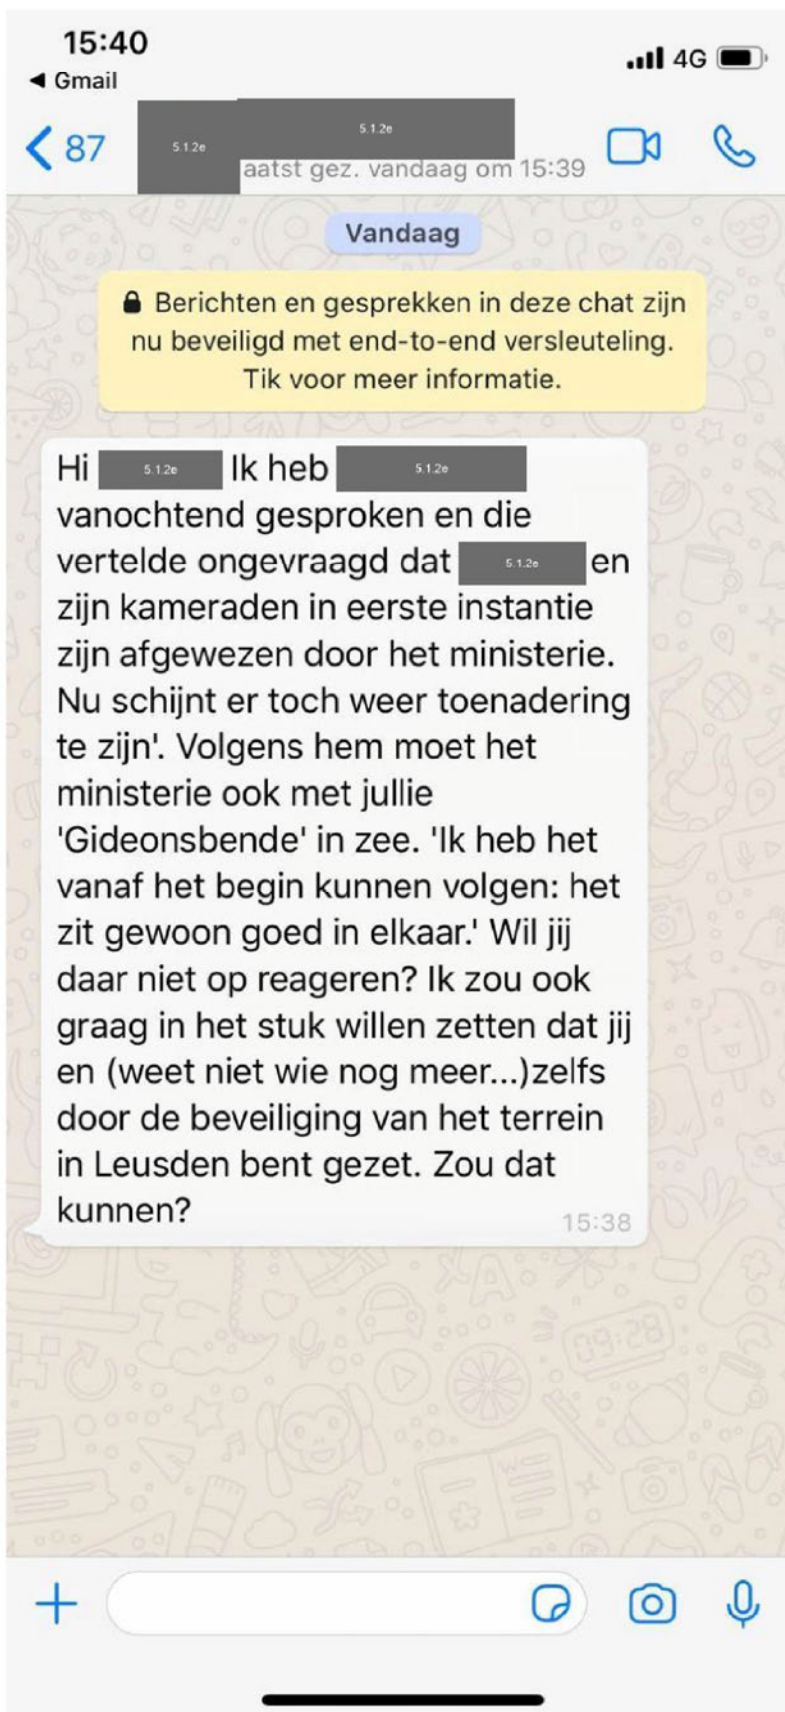 15:40
4G
◀ Gmail
87
5.1.2e
5.1.2e
aatst gez. vandaag om 15:39
Vandaag
Berichten en gesprekken in deze chat zijn
nu beveiligd met end-to-end versleuteling.
Tik voor meer informatie.
Hi 5.1.2e Ik heb 5.1.2e
vanochtend gesproken en die
vertelde ongevraagd dat 5.1.2e en
zijn kameraden in eerste instantie
zijn afgewezen door het ministerie.
Nu schijnt er toch weer toenadering
te zijn'. Volgens hem moet het
ministerie ook met jullie
'Gideonsbende' in zee. 'Ik heb het
vanaf het begin kunnen volgen: het
zit gewoon goed in elkaar.' Wil jij
daar niet op reageren? Ik zou ook
graag in het stuk willen zetten dat jij
en (weet niet wie nog meer...)zelfs
door de beveiliging van het terrein
in Leusden bent gezet. Zou dat
kunnen?
15:38
09:28